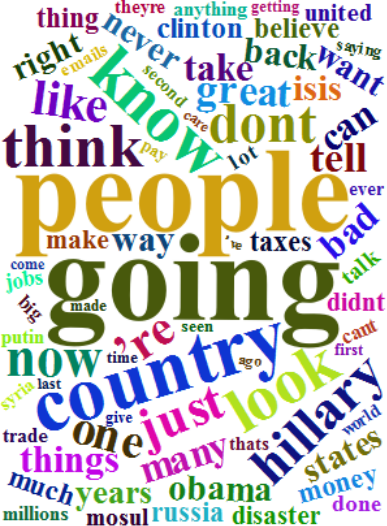 theyre anything getting
thing never clinton believe united
saying
right emails know second take back want
great isis
like care dont can
think pay lot tell
people ever
make way 've taxes bad
going talk
come jobs
big made didnt
putin 're seen cant
now time country ago look first
syria last just hillary
give world
trade one many thats states
things
much years obama money
millions mosul russia disaster done